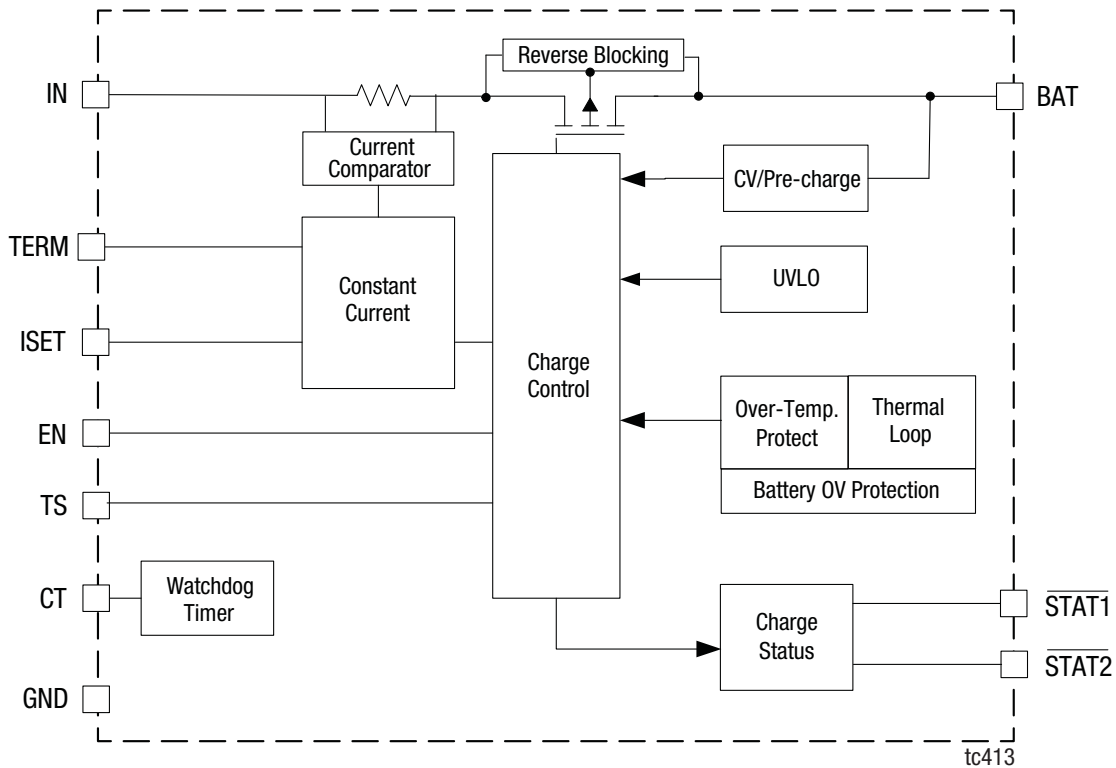 Reverse Blocking
IN
BAT
Current
Comparator
CV/Pre-charge
TERM
Constant
Current
UVLO
ISET
Charge
Control
Over-Temp.
Protect
Thermal
Loop
EN
Battery OV Protection
TS
CT
Watchdog
Timer
Charge
Status
STAT1
STAT2
GND
tc413